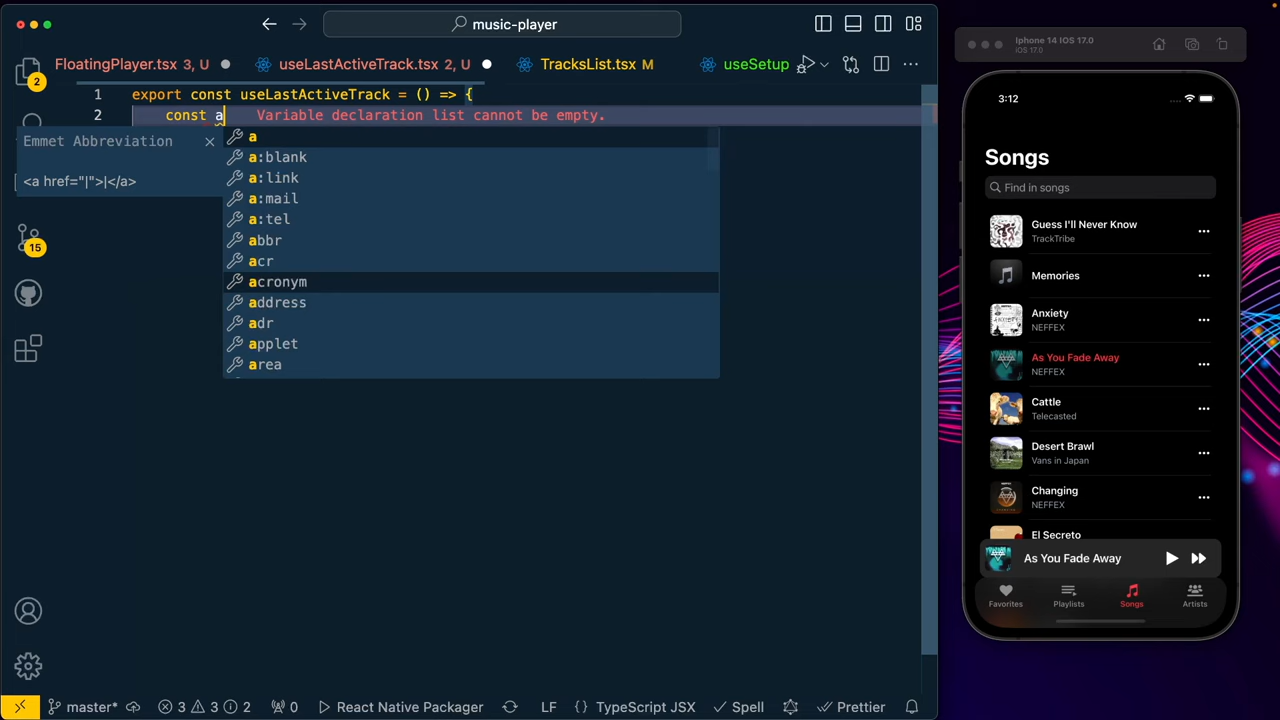 music-player
FloatingPlayer.tsx 3, U
useLastActiveTrack.tsx 2, U
TracksList.tsx M
useSetup
1 export const useLastActiveTrack = () => {
2 const a Variable declaration list cannot be empty.
Emmet Abbreviation
<a href="|">|</a>
a
a:blank
a:link
a:mail
a:tel
abbr
acr
acronym
address
adr
applet
area
2
15
master*
3 3 2
0
React Native Packager
LF
{ } TypeScript JSX
Spell
Prettier
Iphone 14 IOS 17.0
iOS 17.0
3:12
Songs
Find in songs
Guess I'll Never Know
TrackTribe
Memories
Anxiety
NEFFEX
As You Fade Away
NEFFEX
Cattle
Telecasted
Desert Brawl
Vans in Japan
Changing
NEFFEX
El Secreto
As You Fade Away
Favorites
Playlists
Songs
Artists